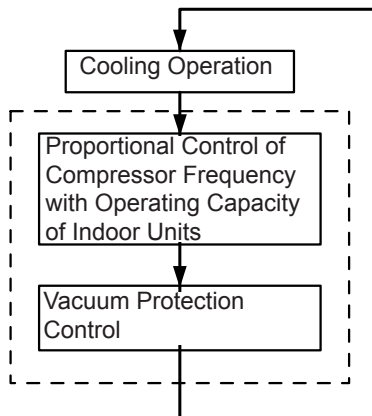 Cooling Operation
Proportional Control of
Compressor Frequency
with Operating Capacity
of Indoor Units
Vacuum Protection
Control